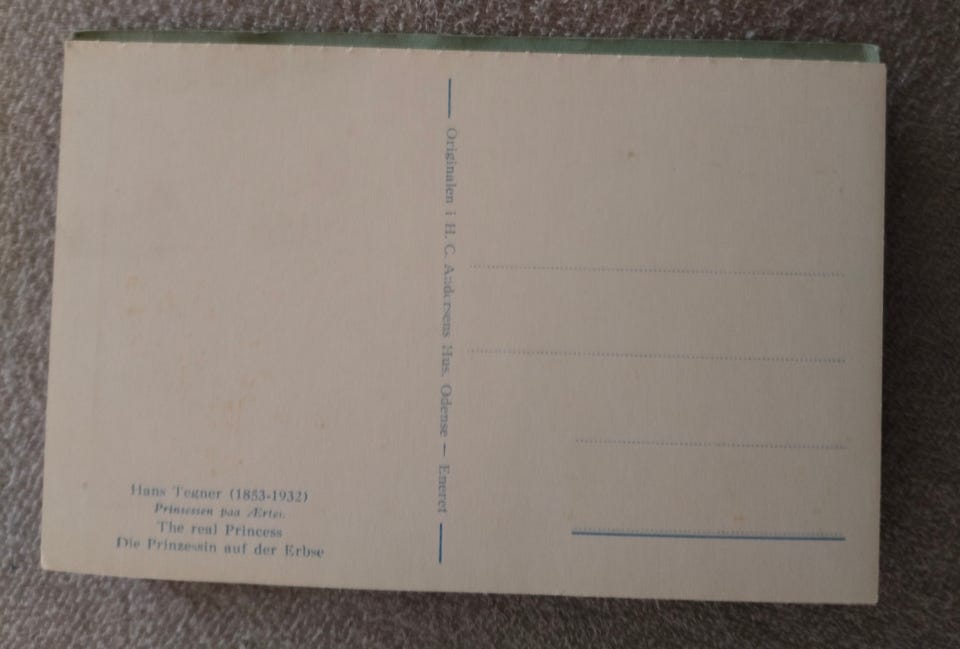 Hans Tegner (1853-1932)
Prinsessen paa Ærten.
The real Princess
Die Prinzessin auf der Erbse
Originalen i H. C. Andersens Hus. Odense — Eneret